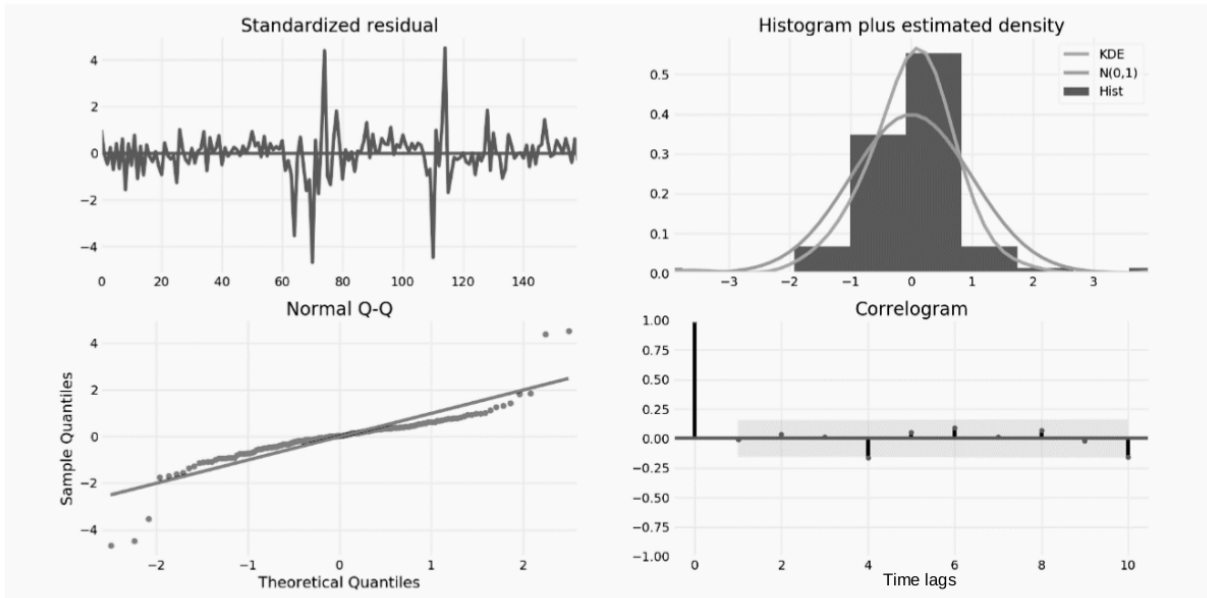 Standardized residual
4
2
0
−2
−4
0 20 40 60 80 100 120 140
Histogram plus estimated density
KDE
N(0,1)
Hist
0.5
0.4
0.3
0.2
0.1
0.0
−3 −2 −1 0 1 2 3
Normal Q-Q
Sample Quantiles
4
2
0
−2
−4
−2 −1 0 1 2
Theoretical Quantiles
Correlogram
1.00
0.75
0.50
0.25
0.00
−0.25
−0.50
−0.75
−1.00
0 2 4 6 8 10
Time lags